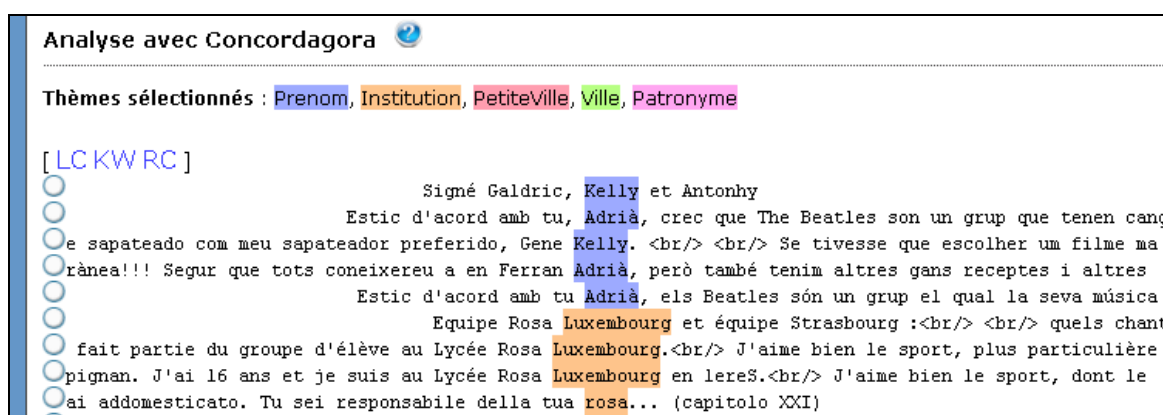 Analyse avec Concordagora
Thèmes sélectionnés : Prenom, Institution, PetiteVille, Ville, Patronyme
[ LC KW RC ]
Signé Galdric, Kelly et Antonhy
Estic d'acord amb tu, Adrià, crec que The Beatles son un grup que tenen canç
e sapateado com meu sapateador preferido, Gene Kelly. <br/> <br/> Se tivesse que escolher um filme ma
rànea!!! Segur que tots coneixereu a en Ferran Adrià, però també tenim altres gans receptes i altres
Estic d'acord amb tu Adrià, els Beatles són un grup el qual la seva música
Equipe Rosa Luxembourg et équipe Strasbourg :<br/> <br/> quels chant
fait partie du groupe d'élève au Lycée Rosa Luxembourg.<br/> J'aime bien le sport, plus particulière
pignan. J'ai 16 ans et je suis au Lycée Rosa Luxembourg en 1ereS.<br/> J'aime bien le sport, dont le
ai addomesticato. Tu sei responsabile della tua rosa... (capitolo XXI)